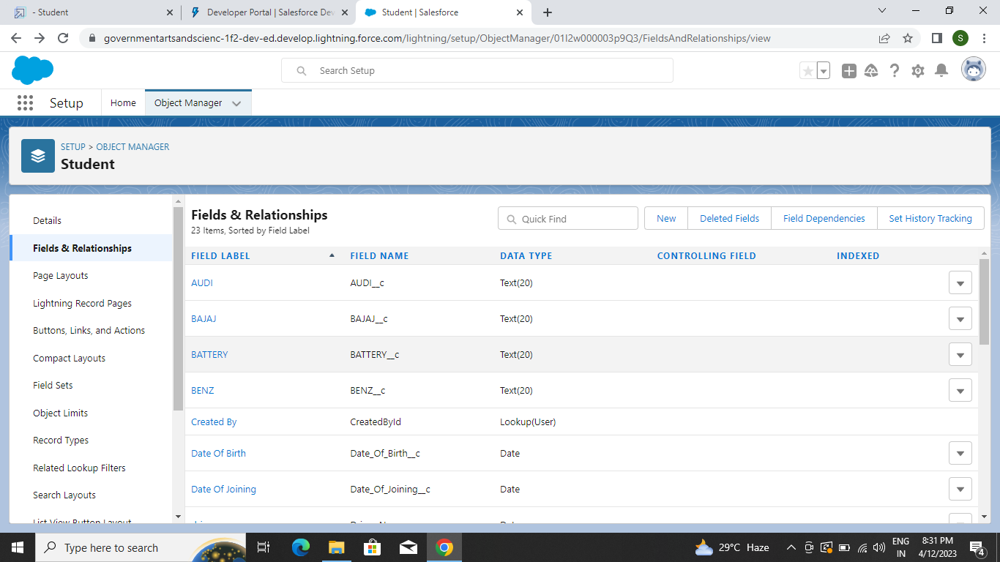 - Student
Developer Portal | Salesforce Dev
Student | Salesforce
governmentartsandscienc-1f2-dev-ed.develop.lightning.force.com/lightning/setup/ObjectManager/01I2w000003p9Q3/FieldsAndRelationships/view
S
Search Setup
Setup
Home
Object Manager
SETUP > OBJECT MANAGER
Student
Details
Fields & Relationships
Page Layouts
Lightning Record Pages
Buttons, Links, and Actions
Compact Layouts
Field Sets
Object Limits
Record Types
Related Lookup Filters
Search Layouts
List View Button Layout
Fields & Relationships
23 Items, Sorted by Field Label
Quick Find
New
Deleted Fields
Field Dependencies
Set History Tracking
FIELD LABEL FIELD NAME DATA TYPE CONTROLLING FIELD INDEXED
AUDI AUDI__c Text(20)
BAJAJ BAJAJ__c Text(20)
BATTERY BATTERY__c Text(20)
BENZ BENZ__c Text(20)
Created By CreatedById Lookup(User)
Date Of Birth Date_Of_Birth__c Date
Date Of Joining Date_Of_Joining__c Date
Type here to search
29°C Haze
ENG
IN
8:31 PM
4/12/2023
4